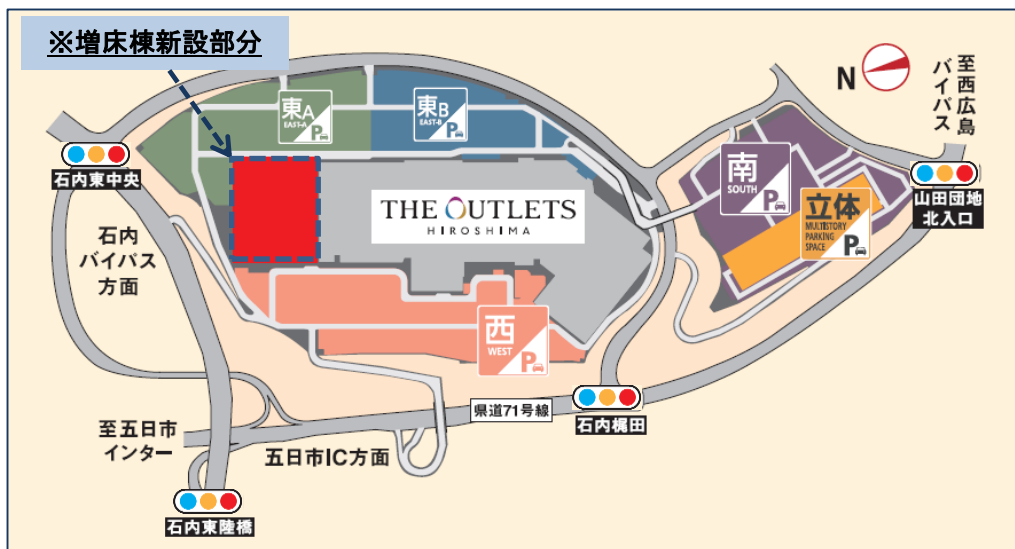 ※増床棟新設部分
N
至西広島
バイパス
東A
EAST-A
P
東B
EAST-B
P
石内東中央
南
SOUTH
P
山田団地
北入口
THE OUTLETS
HIROSHIMA
立体
MULTISTORY
PARKING
SPACE
P
石内
バイパス
方面
西
WEST
P
県道71号線
石内梶田
至五日市
インター
五日市IC方面
石内東陸橋